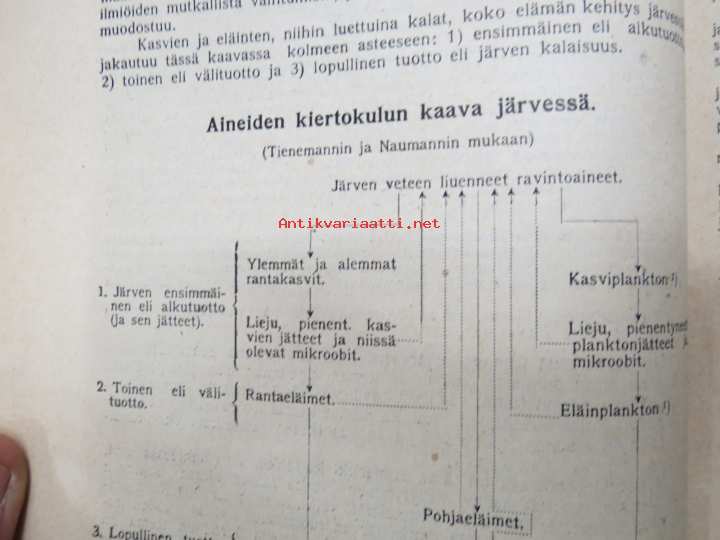 ilmiöiden mutkallista
muodostuu.
Kasvien ja eläinten, niihin luettuina kalat, koko elämän kehitys järvessä
jakautuu tässä kaavassa kolmeen asteeseen: 1) ensimmäinen eli alkutuotto
2) toinen eli välituotto ja 3) lopullinen tuotto eli järven kalaisuus.
Aineiden kiertokulun kaava järvessä.
(Tienemannin ja Naumannin mukaan)
Järven veteen liuenneet ravintoaineet.
Antikvariaatti.net
1. Järven ensimmäi-
nen eli alkutuotto
(ja sen jätteet).
Ylemmät ja alemmat
rantakasvit.
Kasviplankton¹)
Lieju, pienent. kas-
vien jätteet ja niissä
olevat mikroobit.
Lieju, pienentyneet
planktonjätteet j
mikroobit.
2. Toinen eli väli-
tuotto.
Rantaeläimet.
Eläinplankton¹)
Pohjaeläimet.
3. Lopullinen